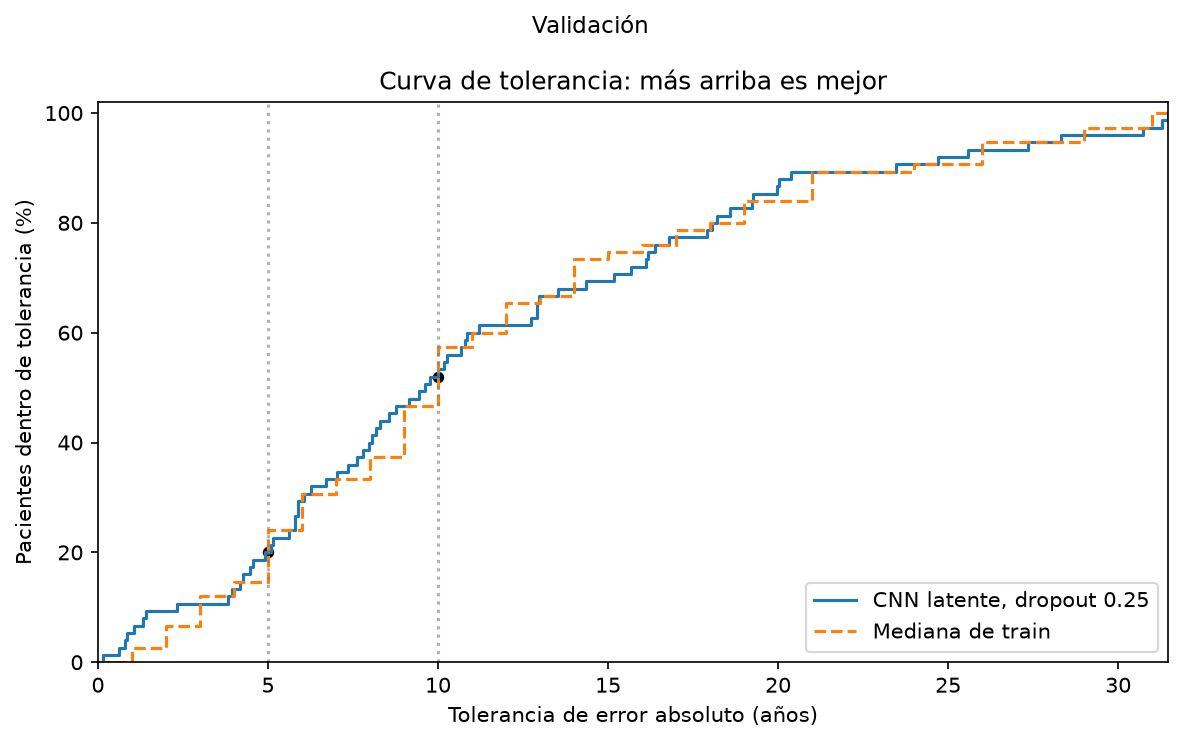 Validación
Curva de tolerancia: más arriba es mejor
Pacientes dentro de tolerancia (%)
100
80
60
40
20
0
0 5 10 15 20 25 30
Tolerancia de error absoluto (años)
CNN latente, dropout 0.25
Mediana de train